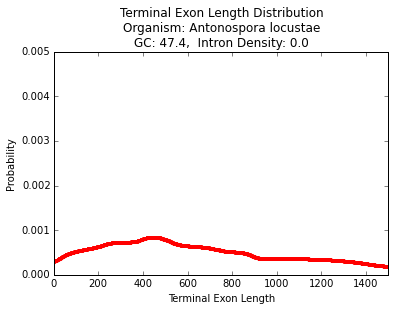 Terminal Exon Length Distribution
Organism: Antonospora locustae
GC: 47.4,  Intron Density: 0.0
0.005
0.004
0.003
0.002
0.001
0.000
Probability
0 200 400 600 800 1000 1200 1400
Terminal Exon Length